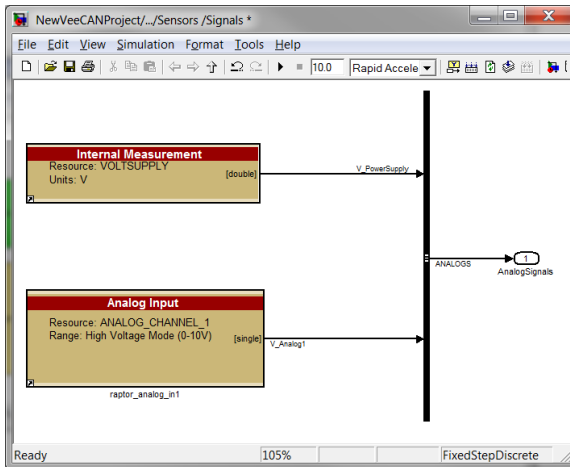 NewVeeCANProject/.../Sensors /Signals *
File Edit View Simulation Format Tools Help
10.0 Rapid Accele
Internal Measurement
Resource: VOLTSUPPLY
Units: V
[double]
V_PowerSupply
ANALOGS
1
AnalogSignals
Analog Input
Resource: ANALOG_CHANNEL_1
Range: High Voltage Mode (0-10V)
[single]
V_Analog1
raptor_analog_in1
Ready 105% FixedStepDiscrete